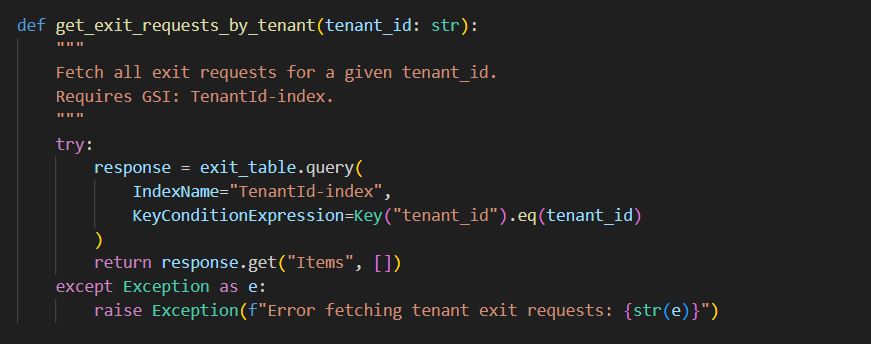 def get_exit_requests_by_tenant(tenant_id: str):
    """
    Fetch all exit requests for a given tenant_id.
    Requires GSI: TenantId-index.
    """
    try:
        response = exit_table.query(
            IndexName="TenantId-index",
            KeyConditionExpression=Key("tenant_id").eq(tenant_id)
        )
        return response.get("Items", [])
    except Exception as e:
        raise Exception(f"Error fetching tenant exit requests: {str(e)}")